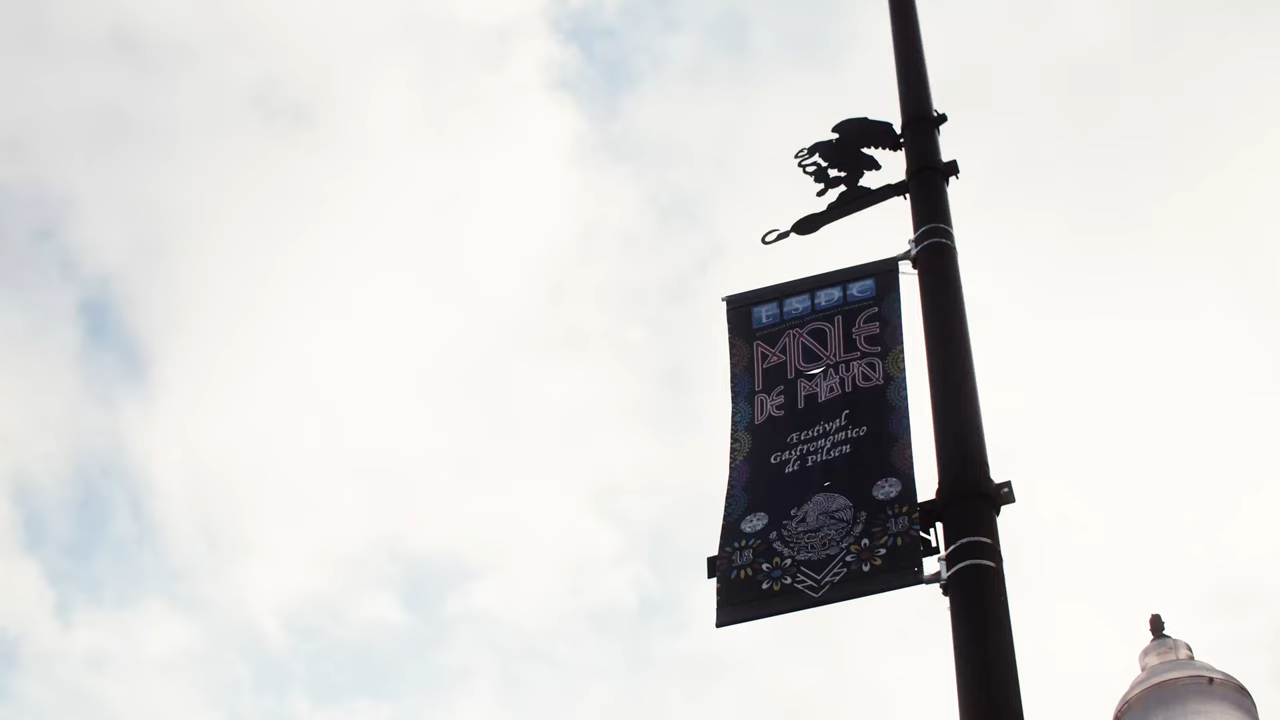 ESDC
MOLE
DE MAYO
Festival
Gastronomico
de Pilsen
18
18